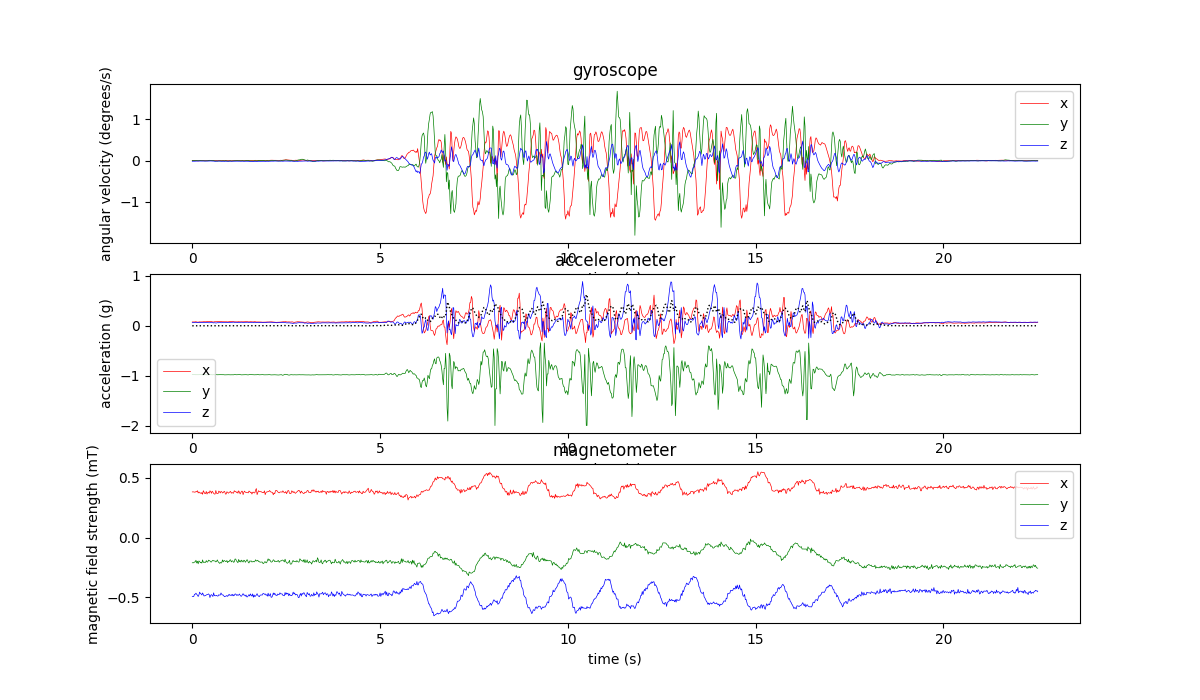 gyroscope
angular velocity (degrees/s)
1
0
−1
x
y
z
0
5
10
15
20
accelerometer
acceleration (g)
1
0
−1
−2
x
y
z
0
5
10
15
20
magnetometer
magnetic field strength (mT)
0.5
0.0
−0.5
x
y
z
0
5
10
15
20
time (s)